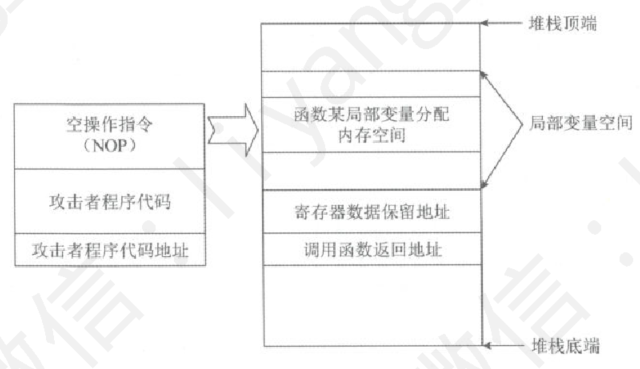 堆栈顶端
空操作指令
（NOP）
攻击者程序代码
攻击者程序代码地址
函数某局部变量分配
内存空间
局部变量空间
寄存器数据保留地址
调用函数返回地址
堆栈底端